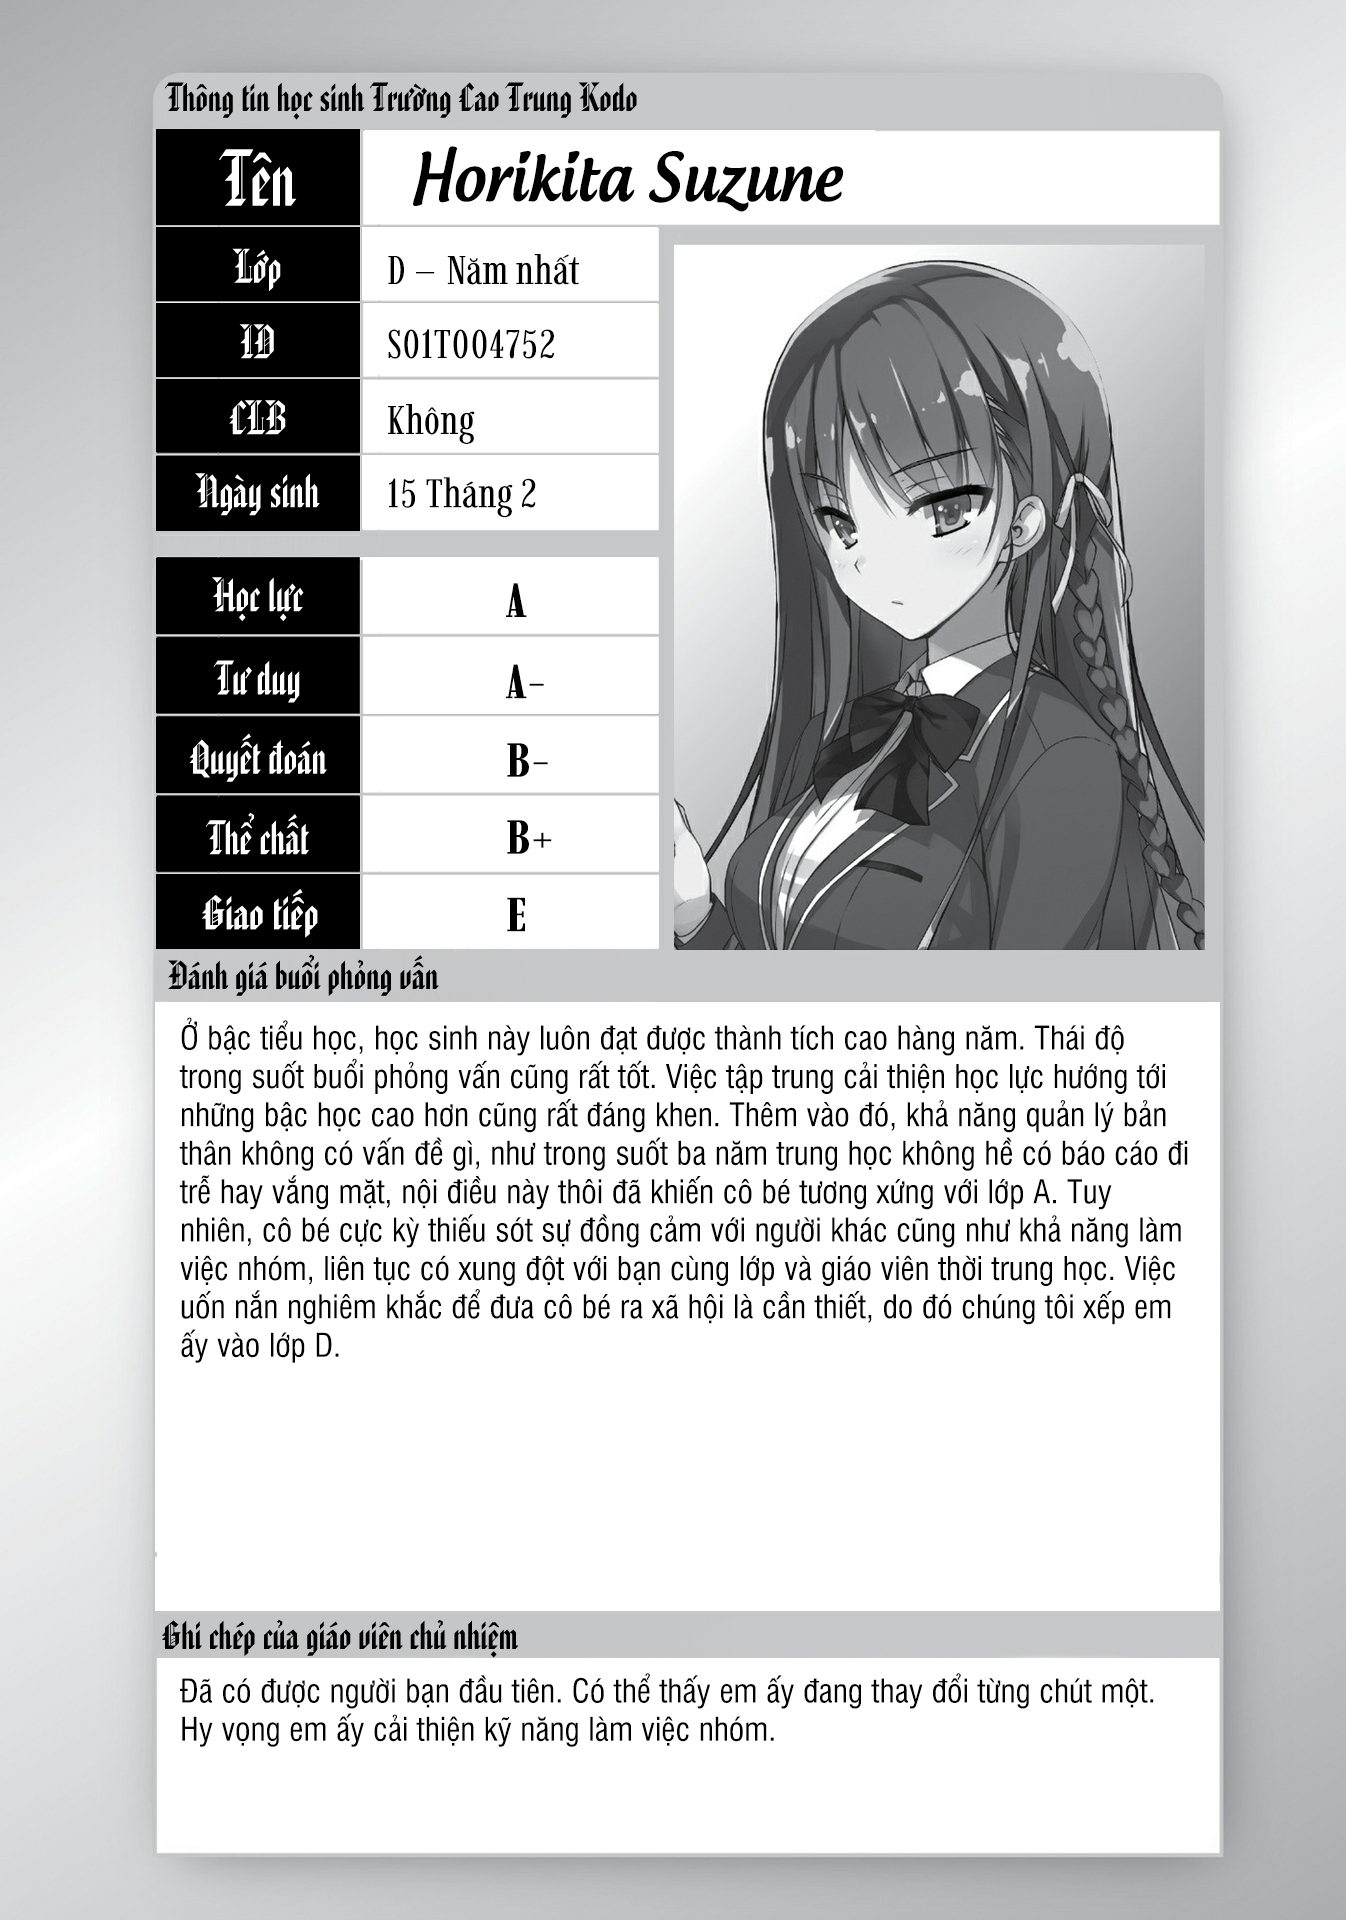 Thông tin học sinh Trường Cao Trung Kodo
Tên
Horikita Suzune
Lớp
D – Năm nhất
ID
S01T004752
CLB
Không
Ngày sinh
15 Tháng 2
Học lực
A
Tư duy
A-
Quyết đoán
B-
Thể chất
B+
Giao tiếp
E
Đánh giá buổi phỏng vấn
Ở bậc tiểu học, học sinh này luôn đạt được thành tích cao hàng năm. Thái độ
trong suốt buổi phỏng vấn cũng rất tốt. Việc tập trung cải thiện học lực hướng tới
những bậc học cao hơn cũng rất đáng khen. Thêm vào đó, khả năng quản lý bản
thân không có vấn đề gì, như trong suốt ba năm trung học không hề có báo cáo đi
trễ hay vắng mặt, nội điều này thôi đã khiến cô bé tương xứng với lớp A. Tuy
nhiên, cô bé cực kỳ thiếu sót sự đồng cảm với người khác cũng như khả năng làm
việc nhóm, liên tục có xung đột với bạn cùng lớp và giáo viên thời trung học. Việc
uốn nắn nghiêm khắc để đưa cô bé ra xã hội là cần thiết, do đó chúng tôi xếp em
ấy vào lớp D.
Ghi chép của giáo viên chủ nhiệm
Đã có được người bạn đầu tiên. Có thể thấy em ấy đang thay đổi từng chút một.
Hy vọng em ấy cải thiện kỹ năng làm việc nhóm.